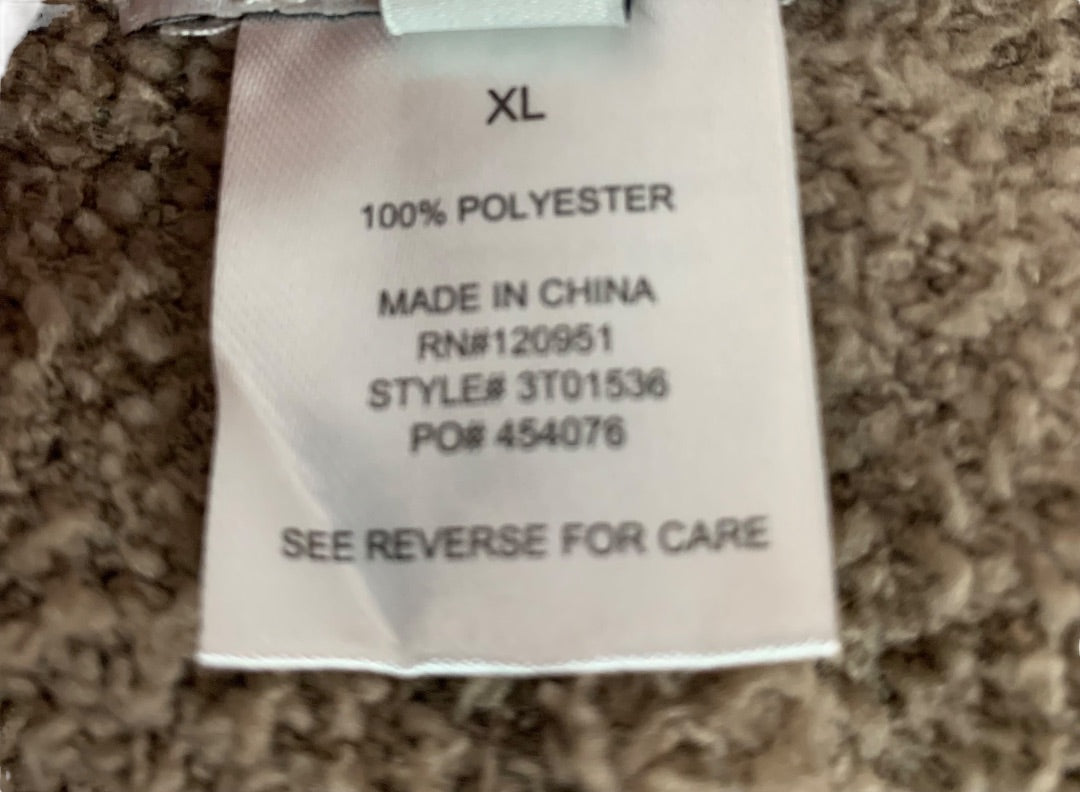 XL
100% POLYESTER
MADE IN CHINA
RN#120951
STYLE# 3T01536
PO# 454076
SEE REVERSE FOR CARE